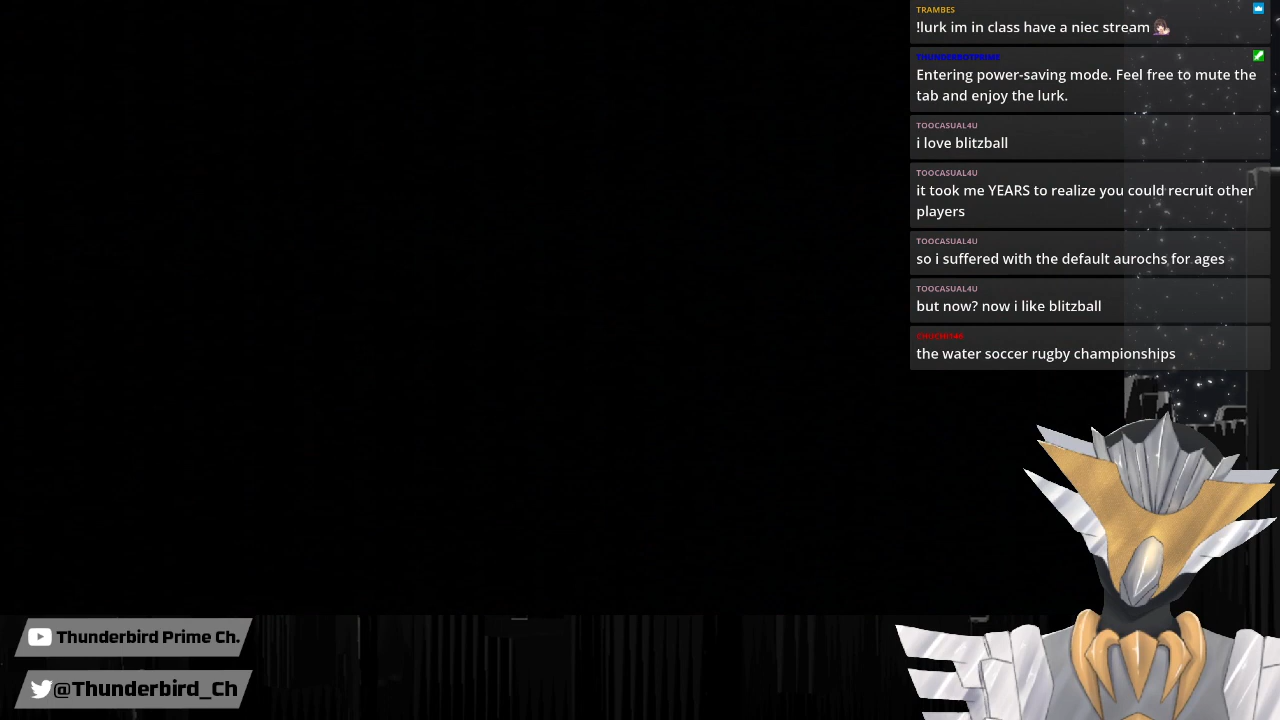 TRAMBES
!lurk im in class have a niec stream
THUNDERBOTPRIME
Entering power-saving mode. Feel free to mute the
tab and enjoy the lurk.
TOOCASUAL4U
i love blitzball
TOOCASUAL4U
it took me YEARS to realize you could recruit other
players
TOOCASUAL4U
so i suffered with the default aurochs for ages
TOOCASUAL4U
but now? now i like blitzball
the water soccer rugby championships
Thunderbird Prime Ch.
@Thunderbird_Ch